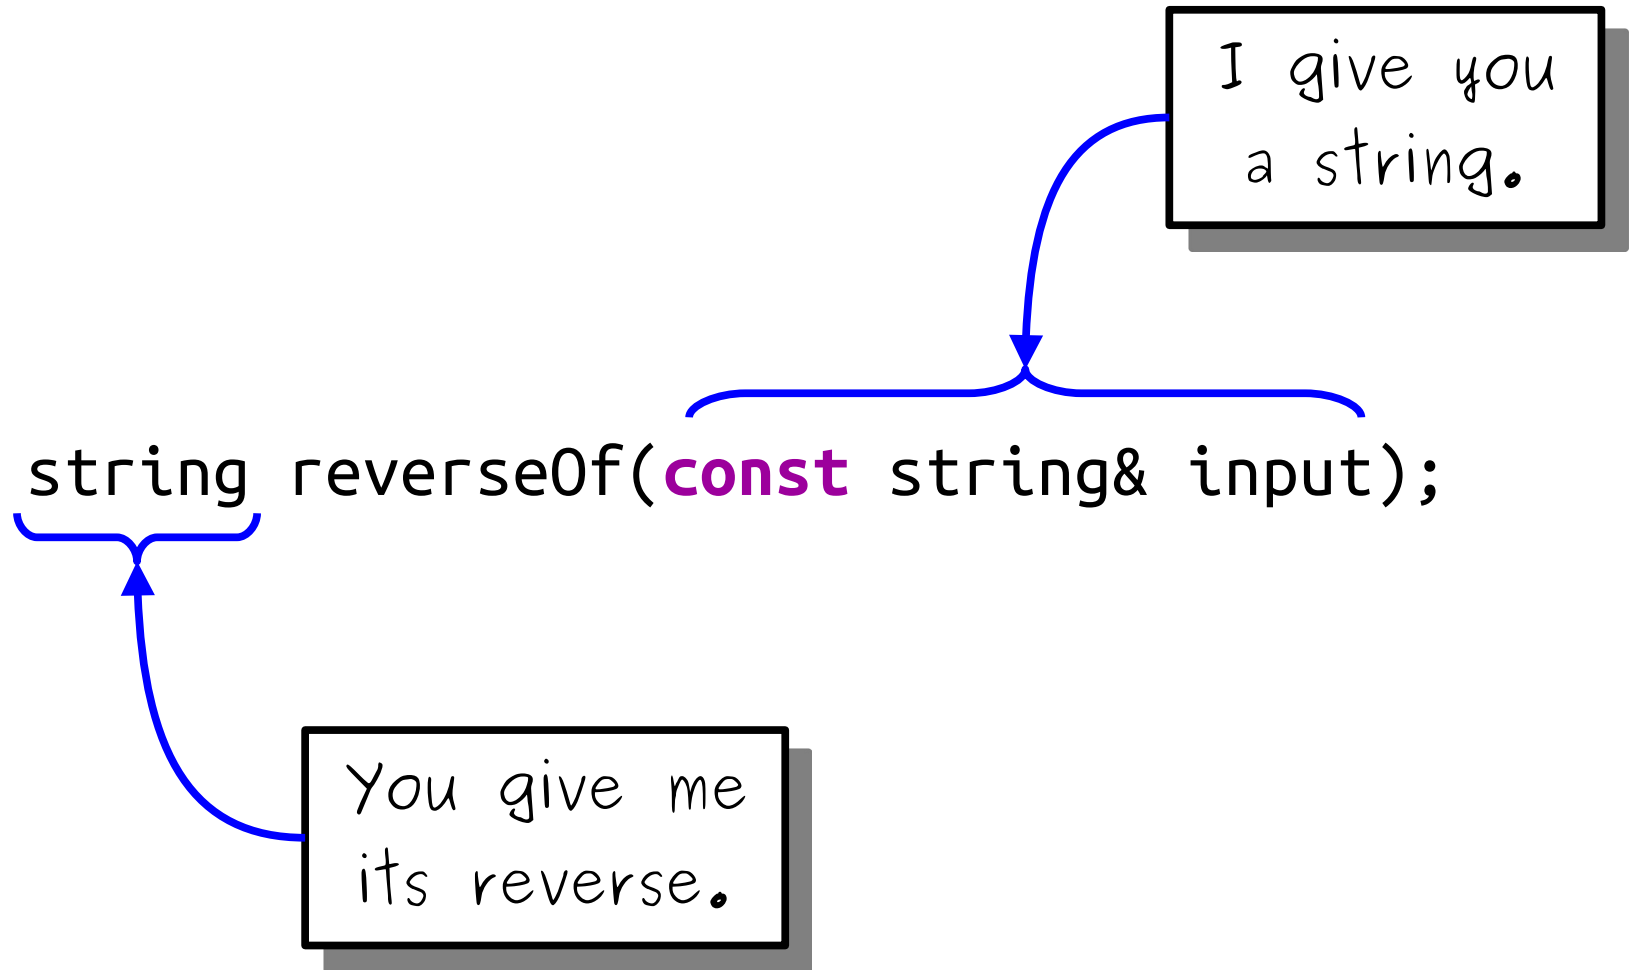 I give you
a string.
string reverseOf(const string& input);
You give me
its reverse.